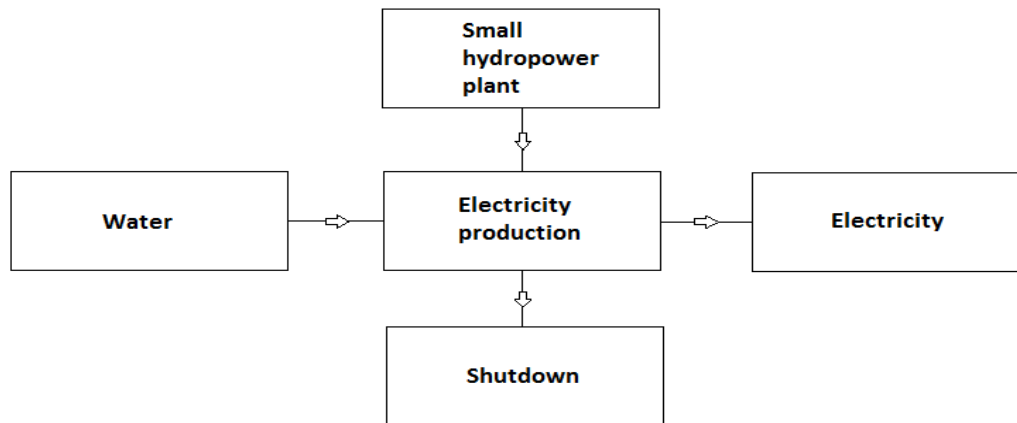 Small
hydropower
plant
Water
Electricity
production
Electricity
Shutdown